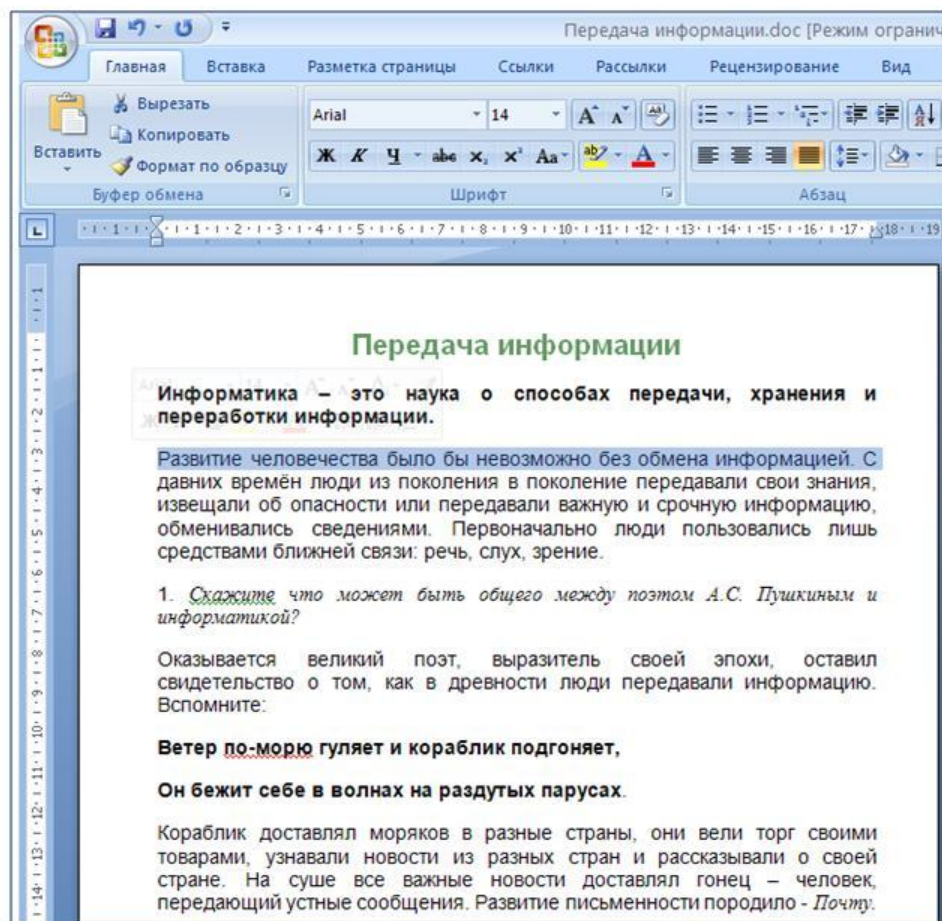 Передача информации.doc [Режим огранич
Главная Вставка Разметка страницы Ссылки Рассылки Рецензирование Вид
Вставить
Вырезать
Копировать
Формат по образцу
Буфер обмена
Arial 14
Ж К Ч abc x₂ x² Aa
Шрифт
Абзац
Передача информации
Информатика – это наука о способах передачи, хранения и
переработки информации.
Развитие человечества было бы невозможно без обмена информацией. С
давних времён люди из поколения в поколение передавали свои знания,
извещали об опасности или передавали важную и срочную информацию,
обменивались сведениями. Первоначально люди пользовались лишь
средствами ближней связи: речь, слух, зрение.
1. Скажите что может быть общего между поэтом А.С. Пушкиным и
информатикой?
Оказывается великий поэт, выразитель своей эпохи, оставил
свидетельство о том, как в древности люди передавали информацию.
Вспомните:
Ветер по-морю гуляет и кораблик подгоняет,
Он бежит себе в волнах на раздутых парусах.
Кораблик доставлял моряков в разные страны, они вели торг своими
товарами, узнавали новости из разных стран и рассказывали о своей
стране. На суше все важные новости доставлял гонец – человек,
передающий устные сообщения. Развитие письменности породило - Почту.